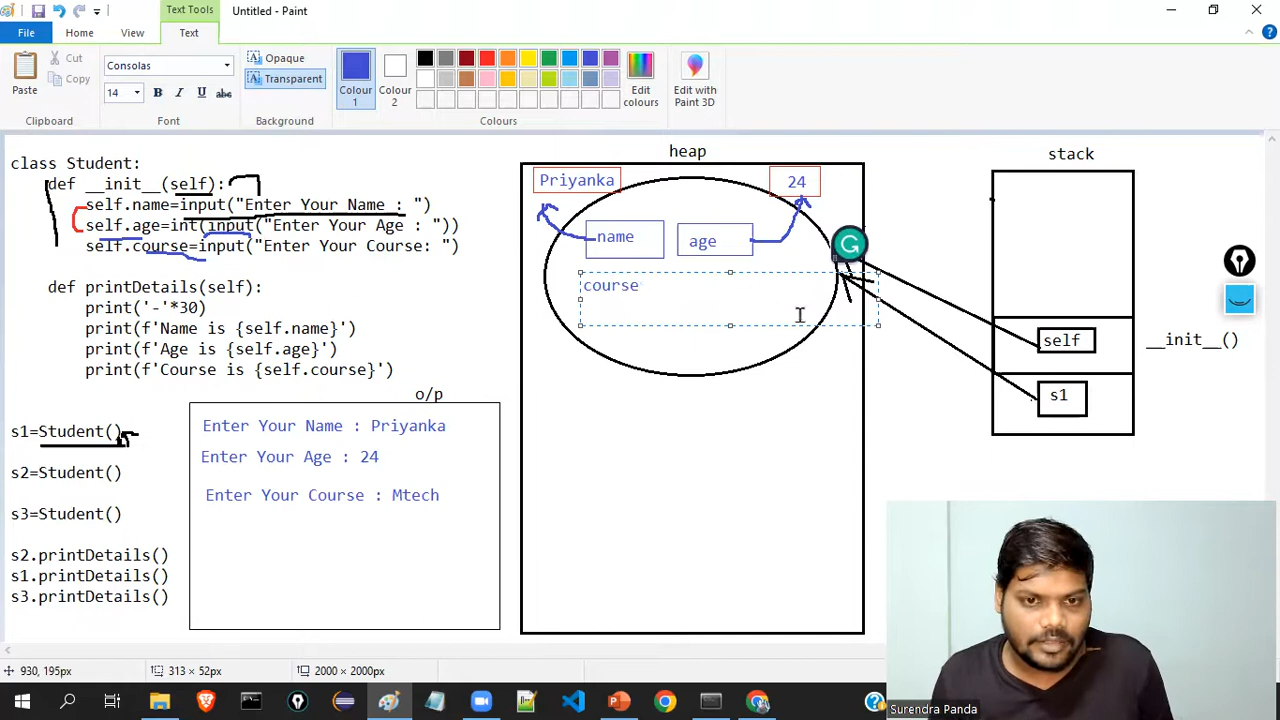 Text Tools
Untitled - Paint
File
Home
View
Text
Paste
Cut
Copy
Clipboard
Consolas
14
B
I
U
abc
Font
Opaque
Transparent
Background
Colour
1
Colour
2
Edit
colours
Edit with
Paint 3D
Colours
class Student:
def __init__(self):
self.name=input("Enter Your Name : ")
self.age=int(input("Enter Your Age : "))
self.course=input("Enter Your Course: ")
def printDetails(self):
print('-'*30)
print(f'Name is {self.name}')
print(f'Age is {self.age}')
print(f'Course is {self.course}')
s1=Student()
s2=Student()
s3=Student()
s2.printDetails()
s1.printDetails()
s3.printDetails()
o/p
Enter Your Name : Priyanka
Enter Your Age : 24
Enter Your Course : Mtech
heap
Priyanka
24
name
age
course
stack
self
__init__()
s1
930, 195px
313 × 52px
2000 × 2000px
Surendra Panda